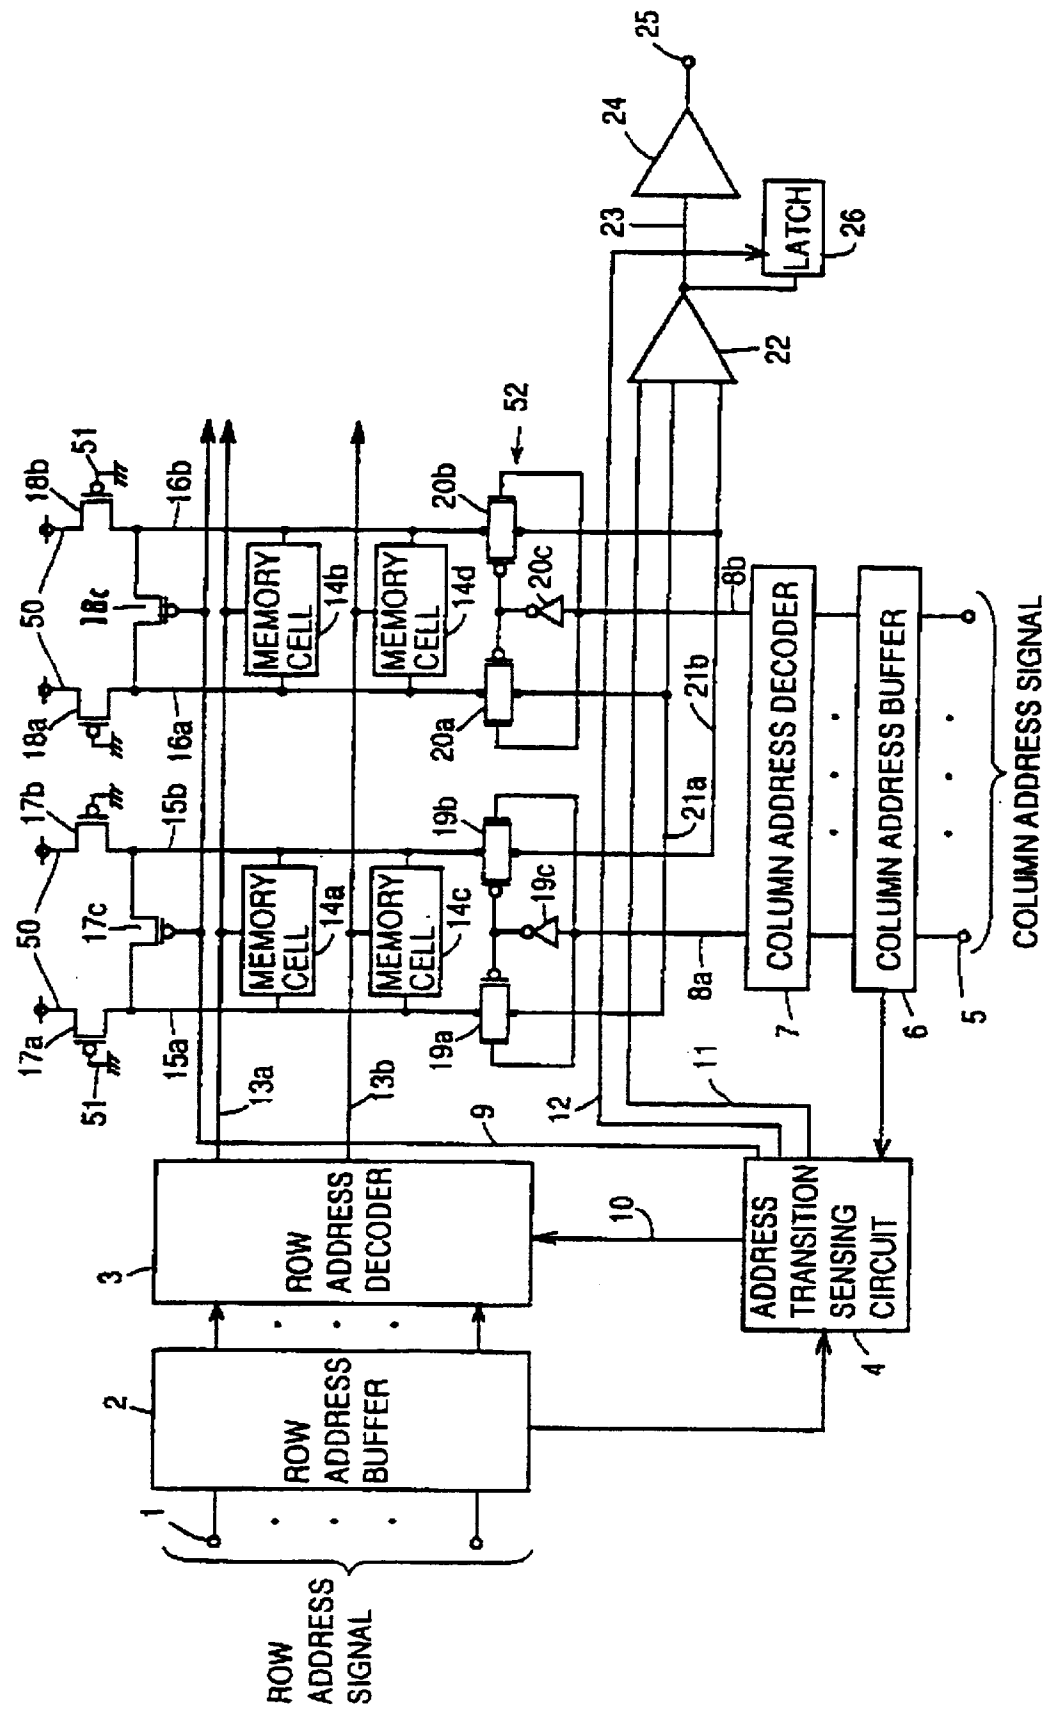 ROW
ADDRESS
SIGNAL
1
2
ROW
ADDRESS
BUFFER
3
ROW
ADDRESS
DECODER
10
ADDRESS
TRANSITION
SENSING
CIRCUIT
4
9
12
11
13a
13b
17a
50
17b
18a
50
18b
51
51
17c
18c
15a
15b
16a
16b
MEMORY
CELL
14a
MEMORY
CELL
14b
MEMORY
CELL
14c
MEMORY
CELL
14d
19a
19b
19c
20a
20b
20c
52
8a
21a
21b
8b
7
COLUMN ADDRESS DECODER
6
COLUMN ADDRESS BUFFER
5
COLUMN ADDRESS SIGNAL
22
23
24
25
LATCH
26